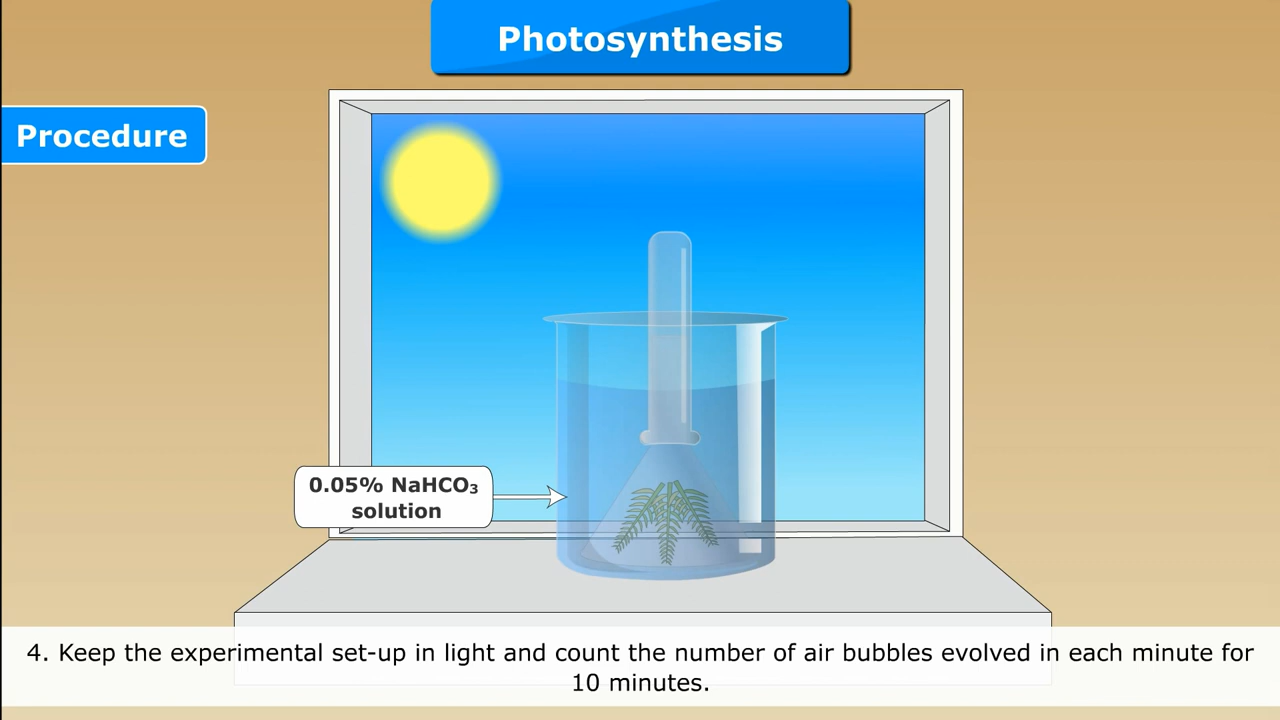 Photosynthesis
Procedure
0.05% NaHCO₃
solution
4. Keep the experimental set-up in light and count the number of air bubbles evolved in each minute for
10 minutes.